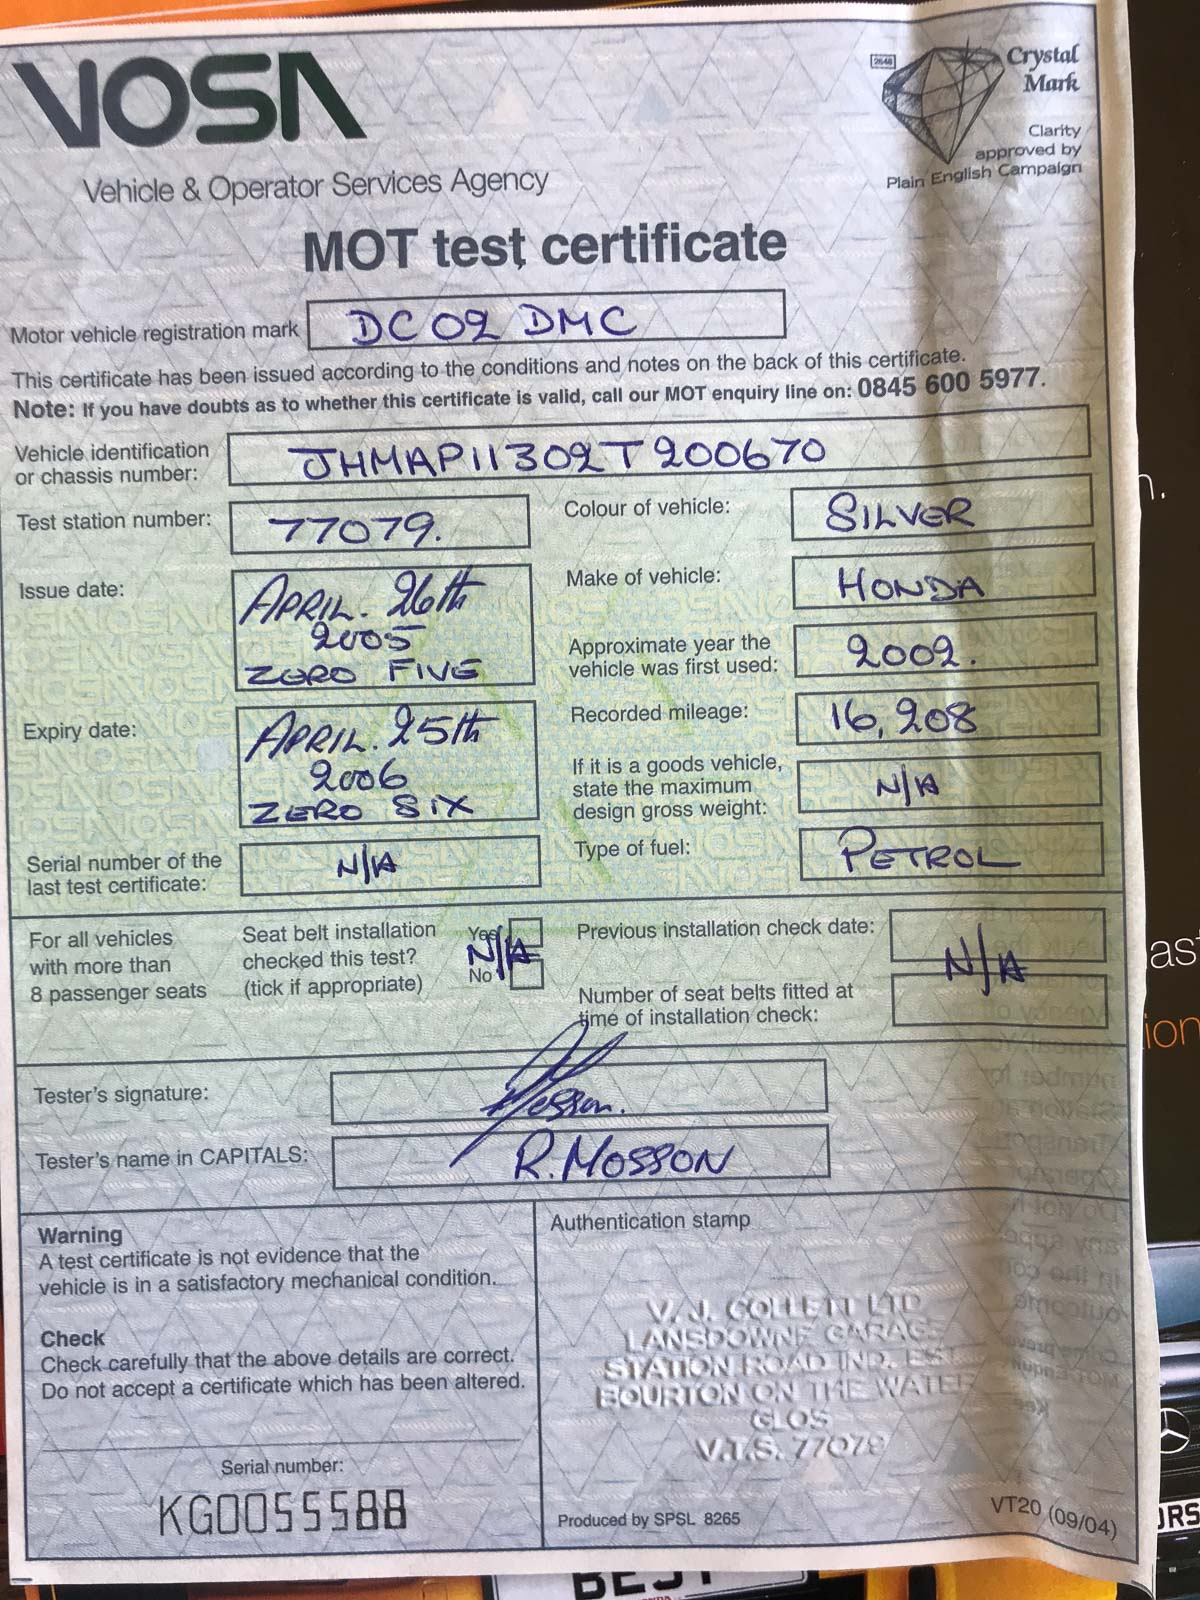 VOSA
Vehicle & Operator Services Agency
2646
Crystal
Mark
Clarity
approved by
Plain English Campaign
MOT test certificate
Motor vehicle registration mark DC02 DMC
This certificate has been issued according to the conditions and notes on the back of this certificate.
Note: If you have doubts as to whether this certificate is valid, call our MOT enquiry line on: 0845 600 5977.
Vehicle identification
or chassis number: JHMAP11302T200670
Test station number: 77079.
Colour of vehicle: SILVER
Issue date: APRIL. 26th
2005
ZERO FIVE
Make of vehicle: HONDA
Approximate year the
vehicle was first used: 2002.
Expiry date: APRIL. 25th
2006
ZERO SIX
Recorded mileage: 16,208
If it is a goods vehicle,
state the maximum
design gross weight: N/A
Serial number of the
last test certificate: N/A
Type of fuel: PETROL
For all vehicles
with more than
8 passenger seats
Seat belt installation
checked this test?
(tick if appropriate)
Yes
N/A
No
Previous installation check date:
N/A
Number of seat belts fitted at
time of installation check:
Tester's signature: Mosson.
Tester's name in CAPITALS: R. MOSSON
Warning
A test certificate is not evidence that the
vehicle is in a satisfactory mechanical condition.
Check
Check carefully that the above details are correct.
Do not accept a certificate which has been altered.
Serial number:
KG0055588
Authentication stamp
V. J. COLLETT LTD
LANSDOWNE GARAGE
STATION ROAD IND. EST
BOURTON ON THE WATER
GLOS
V.T.S. 77079
Produced by SPSL 8265
VT20 (09/04)
n.
ast
ion
JRS
BEST